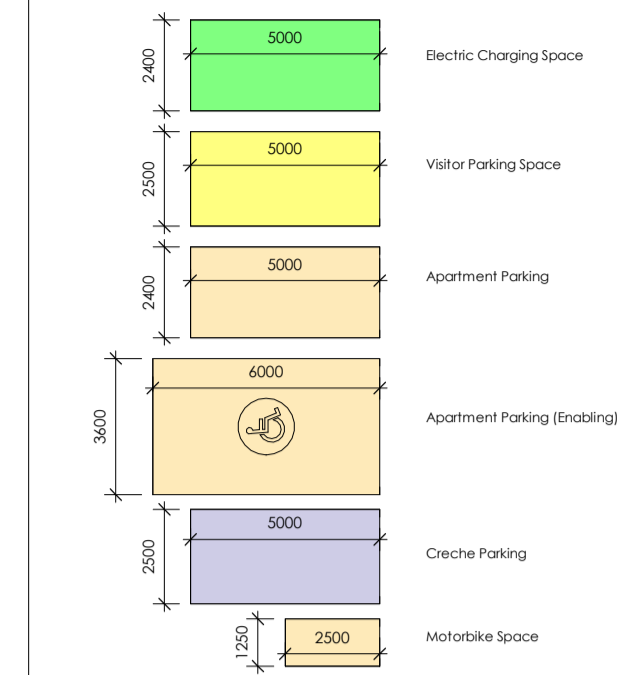 5000
2400
Electric Charging Space
5000
2500
Visitor Parking Space
5000
2400
Apartment Parking
6000
3600
Apartment Parking (Enabling)
5000
2500
Creche Parking
2500
1250
Motorbike Space